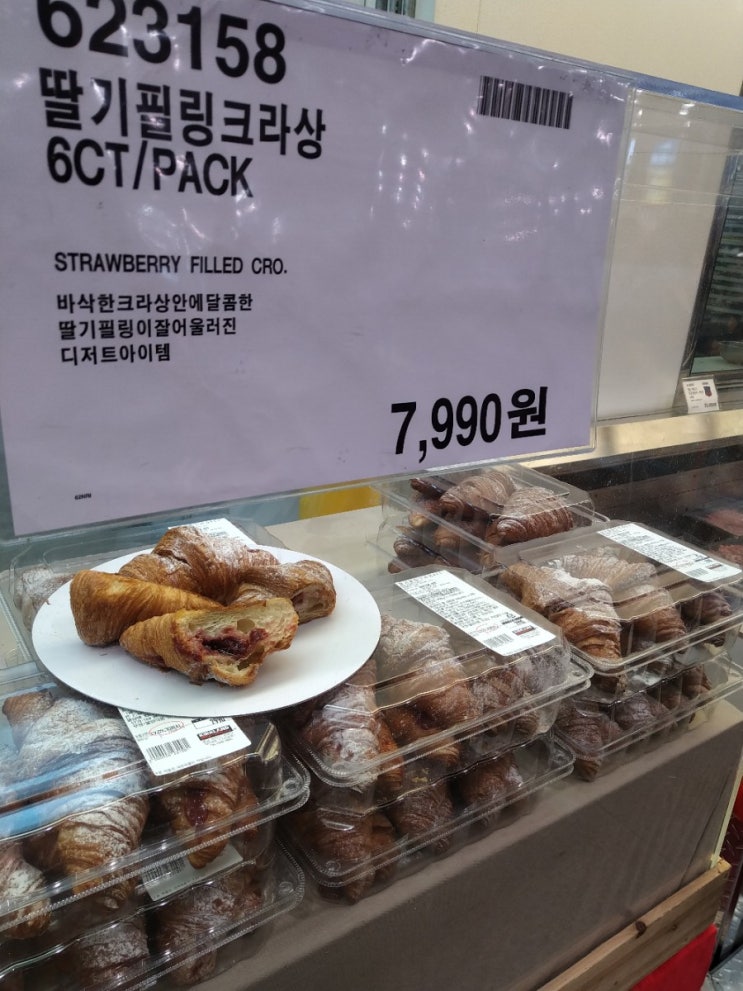 623158
딸기필링크라상
6CT/PACK
STRAWBERRY FILLED CRO.
바삭한크라상안에달콤한
딸기필링이잘어울러진
디저트아이템
7,990원